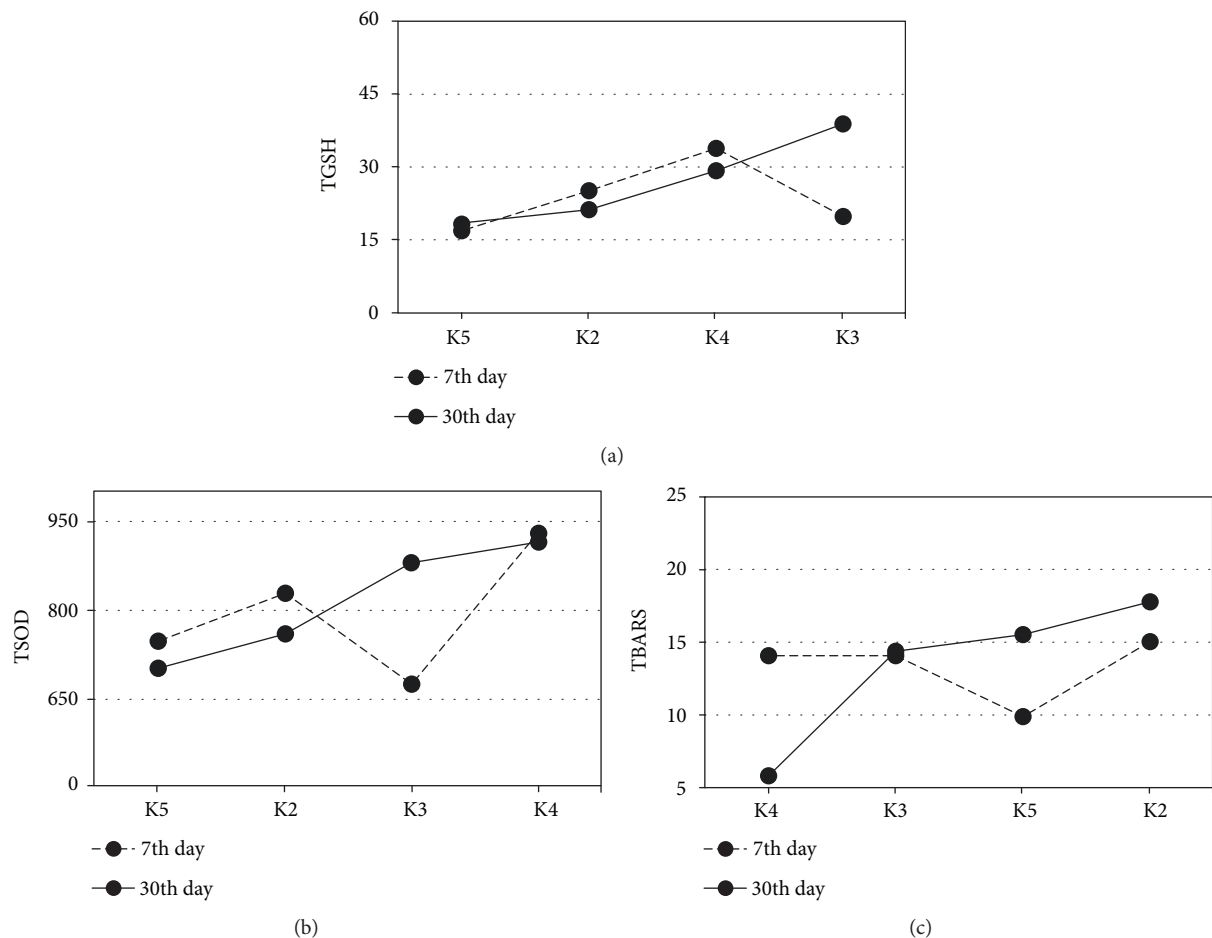 60
45
30
15
0
TGSH
K5 K2 K4 K3
7th day
30th day
(a)
950
800
650
0
TSOD
K5 K2 K3 K4
7th day
30th day
(b)
25
20
15
10
5
TBARS
K4 K3 K5 K2
7th day
30th day
(c)